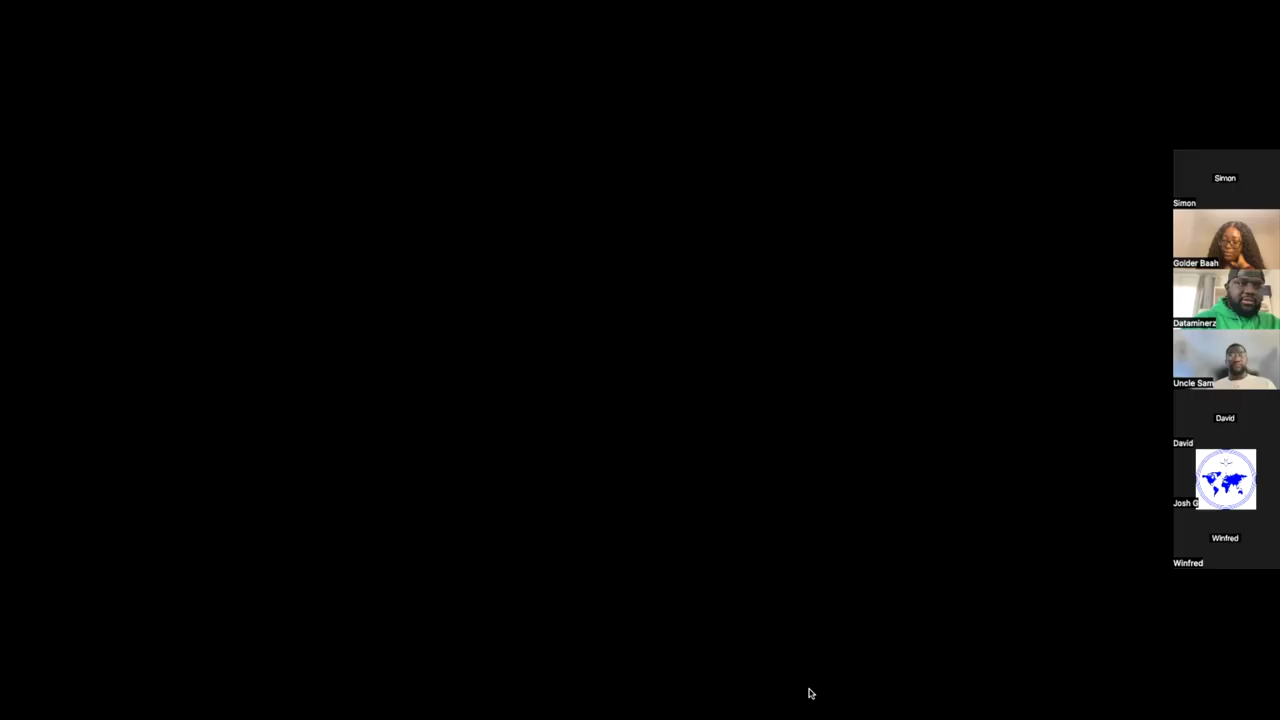 Simon
Simon
Golder Baah
Dataminerz
Uncle Sam
David
David
Josh G
Winfred
Winfred